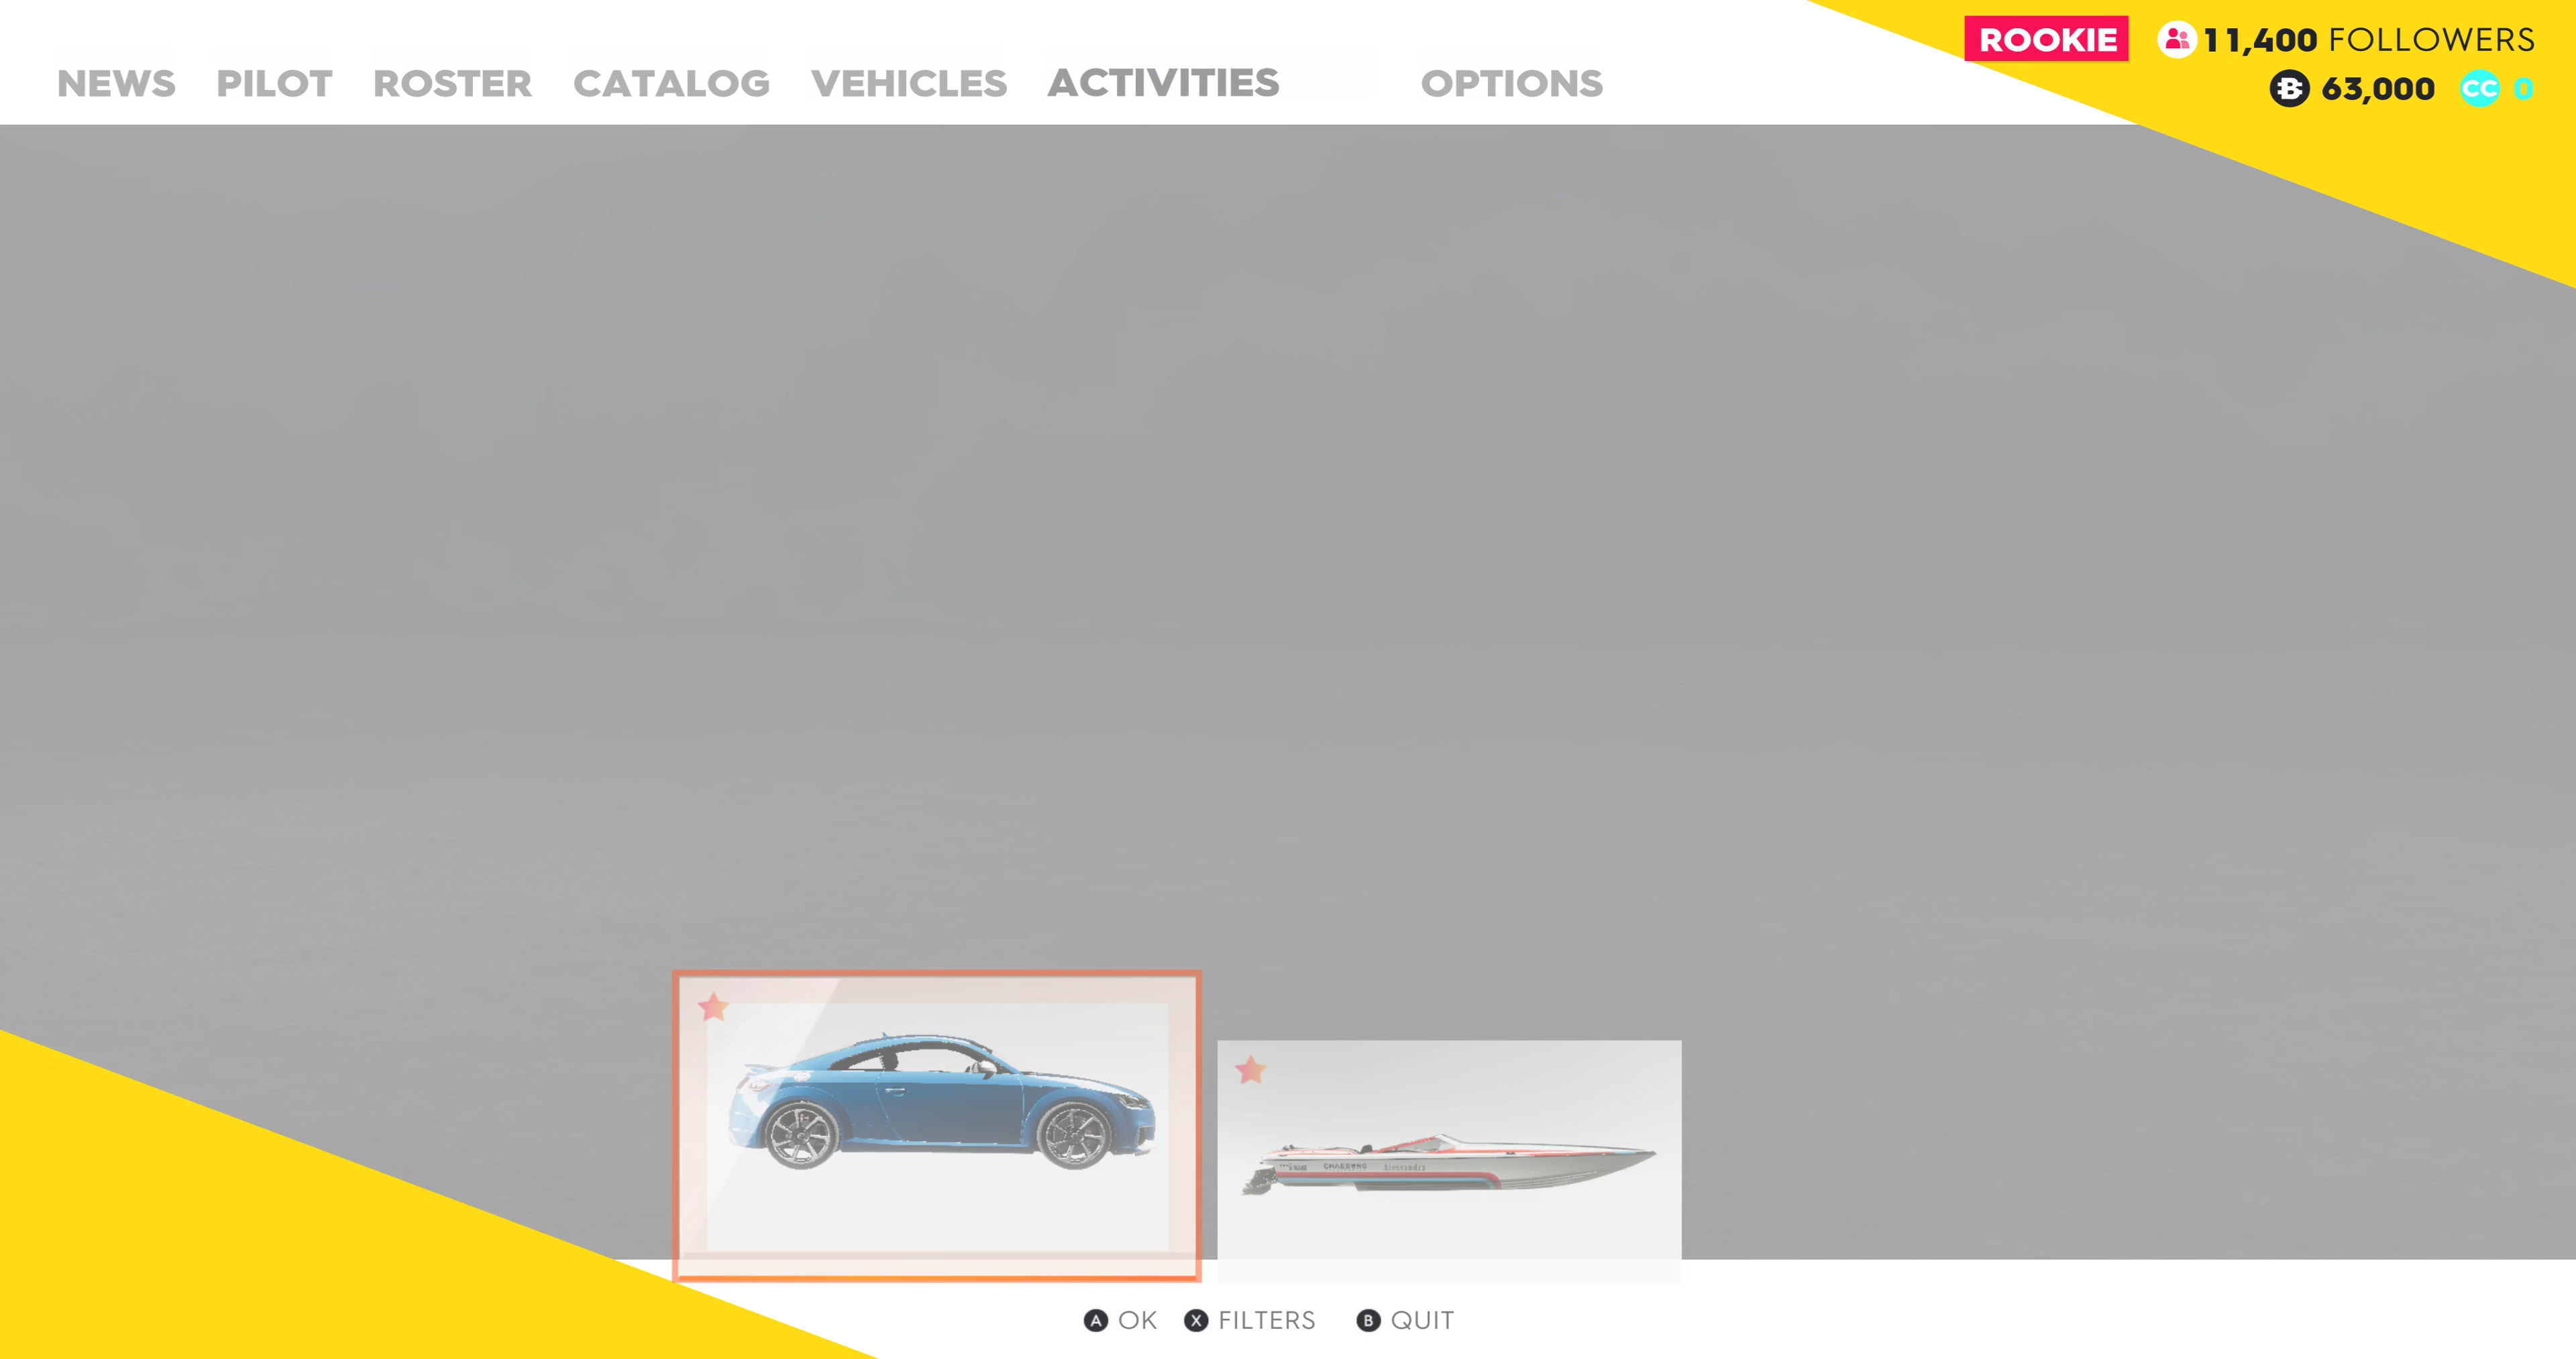 ROOKIE 11,400 FOLLOWERS
NEWS PILOT ROSTER CATALOG VEHICLES ACTIVITIES OPTIONS
63,000 CC 0
A OK X FILTERS B QUIT